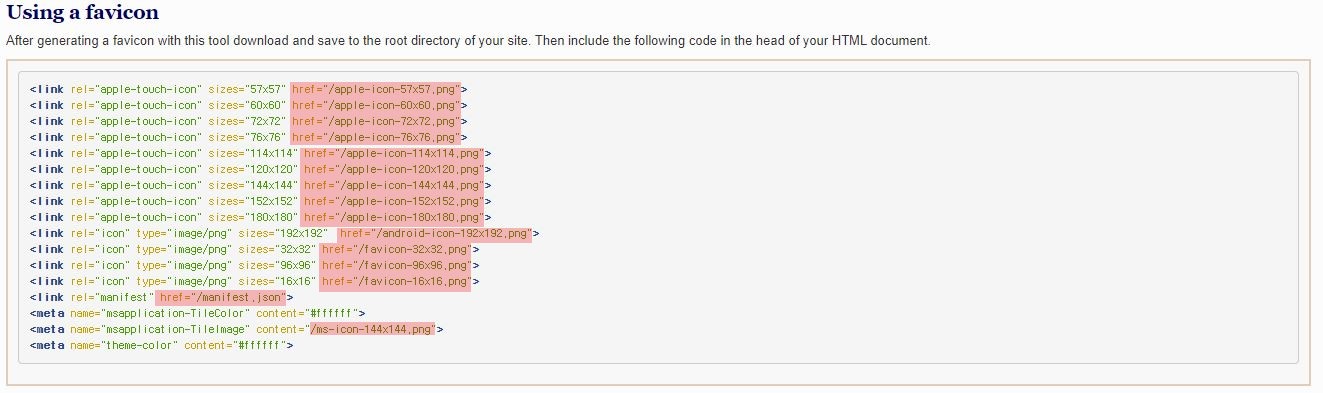 Using a favicon
After generating a favicon with this tool download and save to the root directory of your site. Then include the following code in the head of your HTML document.
<link rel="apple-touch-icon" sizes="57x57" href="/apple-icon-57x57.png">
<link rel="apple-touch-icon" sizes="60x60" href="/apple-icon-60x60.png">
<link rel="apple-touch-icon" sizes="72x72" href="/apple-icon-72x72.png">
<link rel="apple-touch-icon" sizes="76x76" href="/apple-icon-76x76.png">
<link rel="apple-touch-icon" sizes="114x114" href="/apple-icon-114x114.png">
<link rel="apple-touch-icon" sizes="120x120" href="/apple-icon-120x120.png">
<link rel="apple-touch-icon" sizes="144x144" href="/apple-icon-144x144.png">
<link rel="apple-touch-icon" sizes="152x152" href="/apple-icon-152x152.png">
<link rel="apple-touch-icon" sizes="180x180" href="/apple-icon-180x180.png">
<link rel="icon" type="image/png" sizes="192x192"  href="/android-icon-192x192.png">
<link rel="icon" type="image/png" sizes="32x32" href="/favicon-32x32.png">
<link rel="icon" type="image/png" sizes="96x96" href="/favicon-96x96.png">
<link rel="icon" type="image/png" sizes="16x16" href="/favicon-16x16.png">
<link rel="manifest" href="/manifest.json">
<meta name="msapplication-TileColor" content="#ffffff">
<meta name="msapplication-TileImage" content="/ms-icon-144x144.png">
<meta name="theme-color" content="#ffffff">